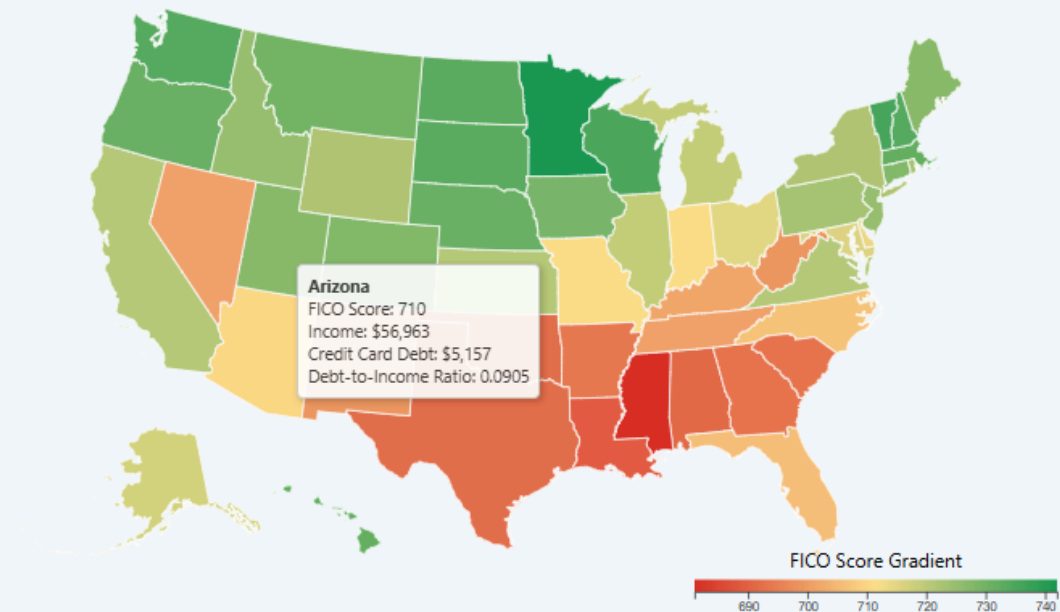 Arizona
FICO Score: 710
Income: $56,963
Credit Card Debt: $5,157
Debt-to-Income Ratio: 0.0905
FICO Score Gradient
690 700 710 720 730 740